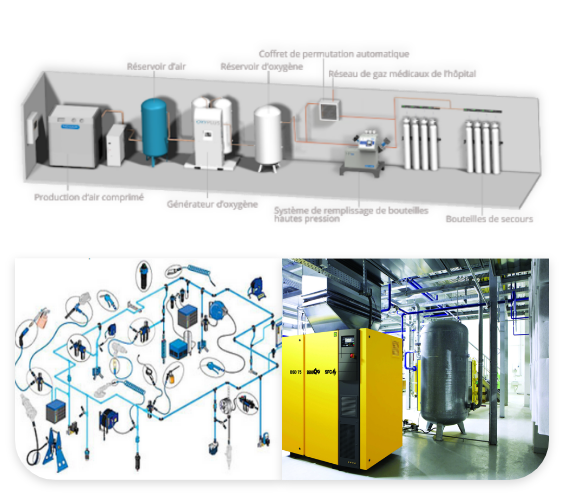 Coffret de permutation automatique
Réservoir d'air
Réservoir d'oxygène
Réseau de gaz médicaux de l'hôpital
Production d'air comprimé
Générateur d'oxygène
Système de remplissage de bouteilles
hautes pression
Bouteilles de secours
SFC